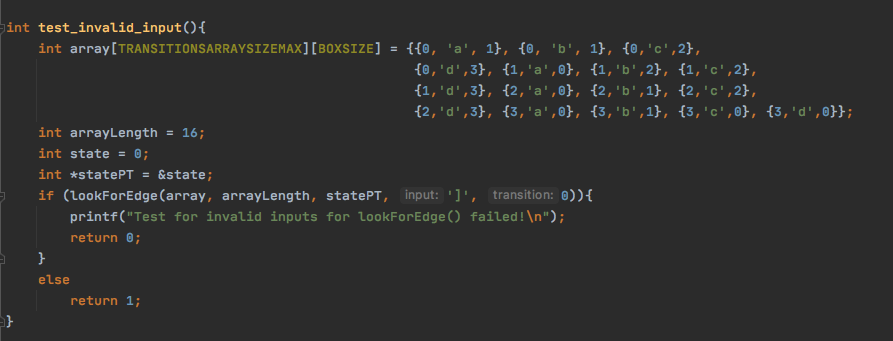 int test_invalid_input(){
    int array[TRANSITIONSARRAYSIZEMAX][BOXSIZE] = {{0, 'a', 1}, {0, 'b', 1}, {0,'c',2},
                                                   {0,'d',3}, {1,'a',0}, {1,'b',2}, {1,'c',2},
                                                   {1,'d',3}, {2,'a',0}, {2,'b',1}, {2,'c',2},
                                                   {2,'d',3}, {3,'a',0}, {3,'b',1}, {3,'c',0}, {3,'d',0}};
    int arrayLength = 16;
    int state = 0;
    int *statePT = &state;
    if (lookForEdge(array, arrayLength, statePT, input: ']', transition: 0)){
        printf("Test for invalid inputs for lookForEdge() failed!\n");
        return 0;
    }
    else
        return 1;
}